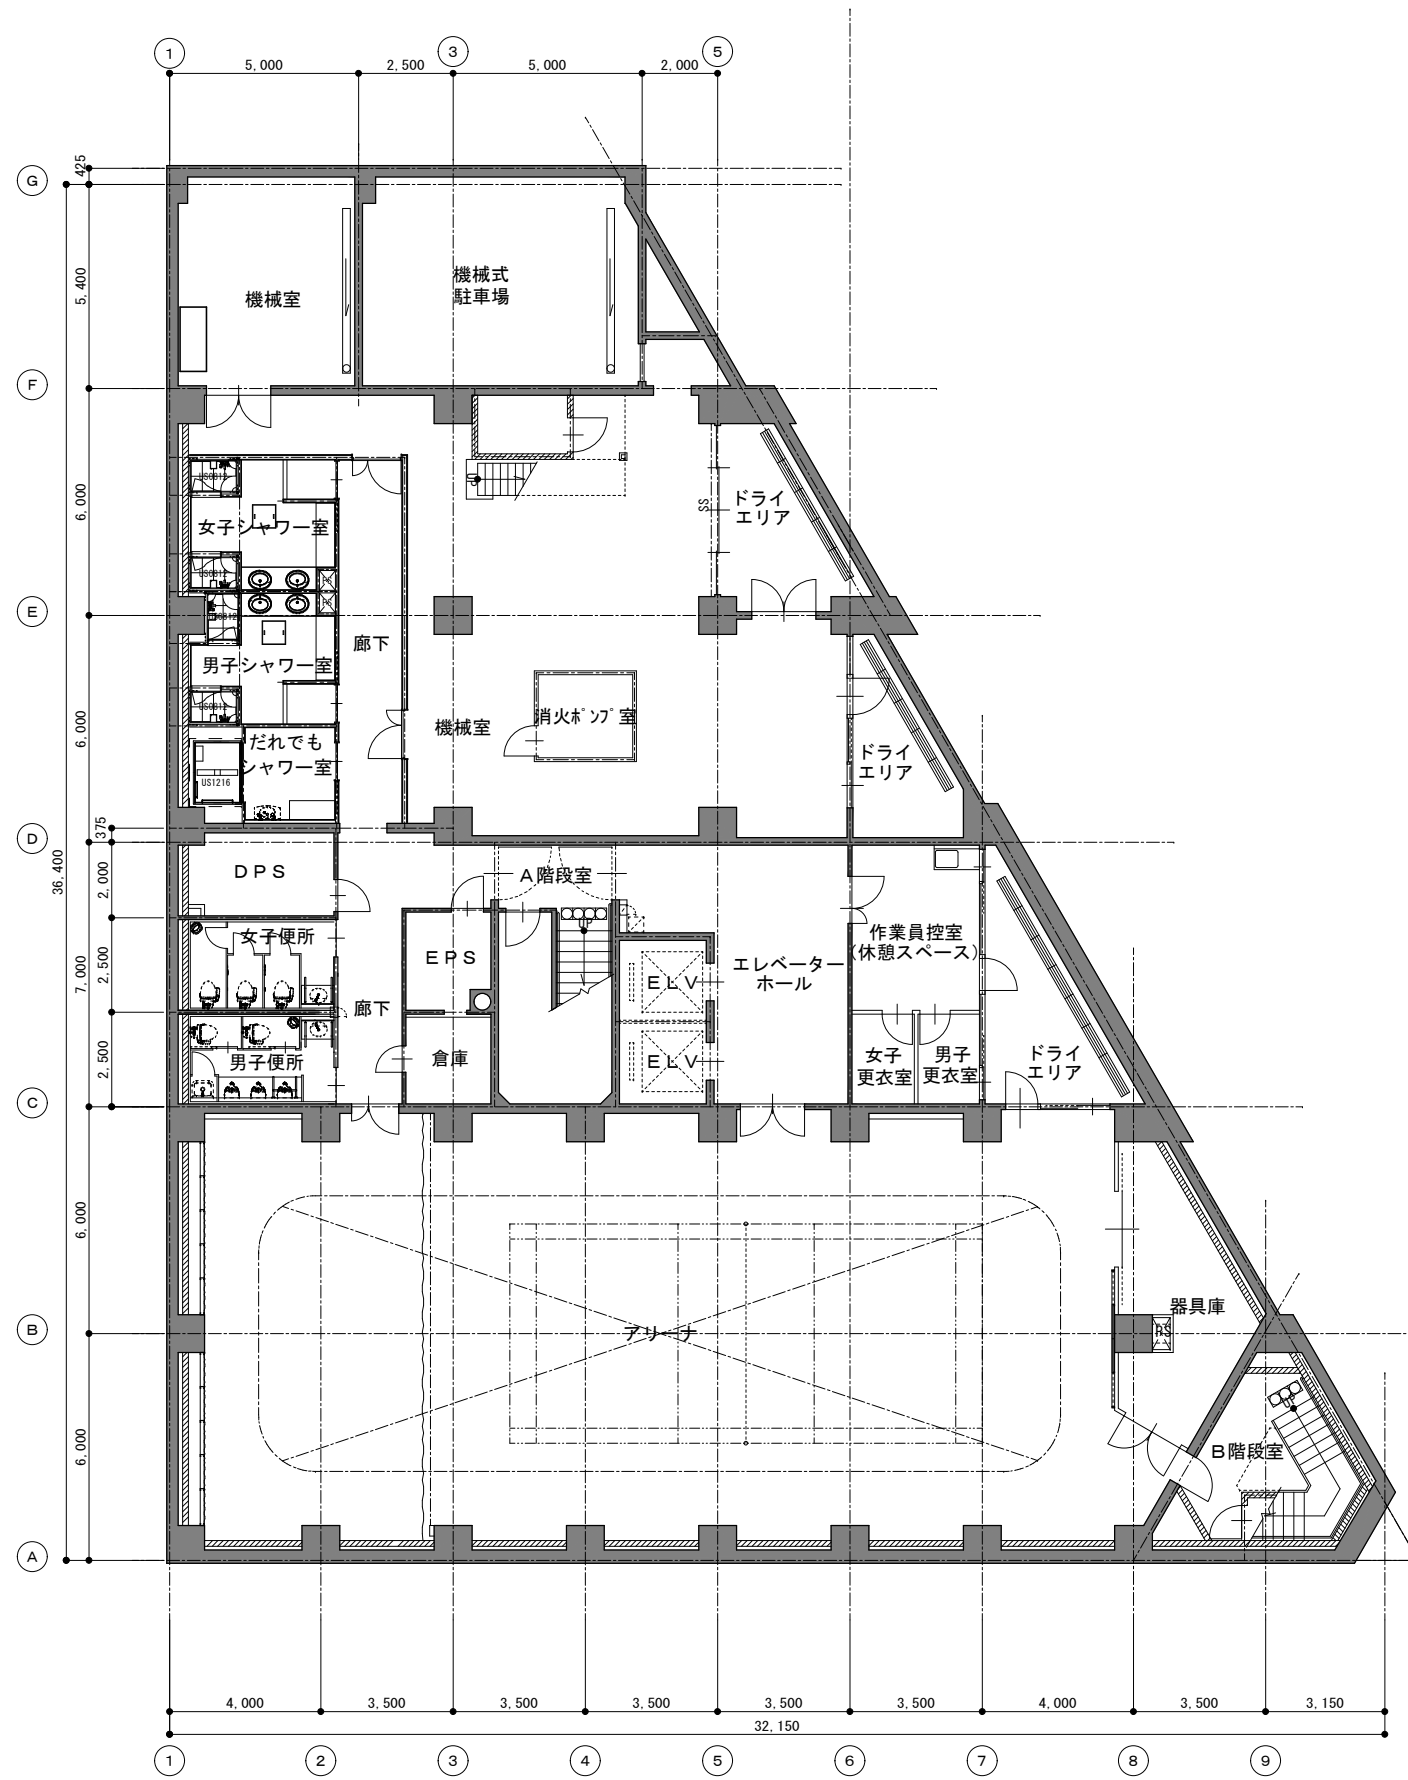 1
3
5
5,000
2,500
5,000
2,000
G
425
5,400
機械室
機械式
駐車場
F
6,000
US0812
女子シャワー室
US0812
SS
ドライ
エリア
E
US0812
男子シャワー室
US0812
廊下
6,000
機械室
消火ポンプ室
だれでも
シャワー室
US1216
ドライ
エリア
375
D
36,400
7,000
2,000
2,500
2,500
DPS
A階段室
女子便所
EPS
ELV
エレベーター
ホール
作業員控室
(休憩スペース)
廊下
男子便所
倉庫
ELV
女子
更衣室
男子
更衣室
ドライ
エリア
C
6,000
アリーナ
器具庫
RS
B
6,000
B階段室
A
4,000
3,500
3,500
3,500
3,500
3,500
4,000
3,500
3,150
32,150
1
2
3
4
5
6
7
8
9